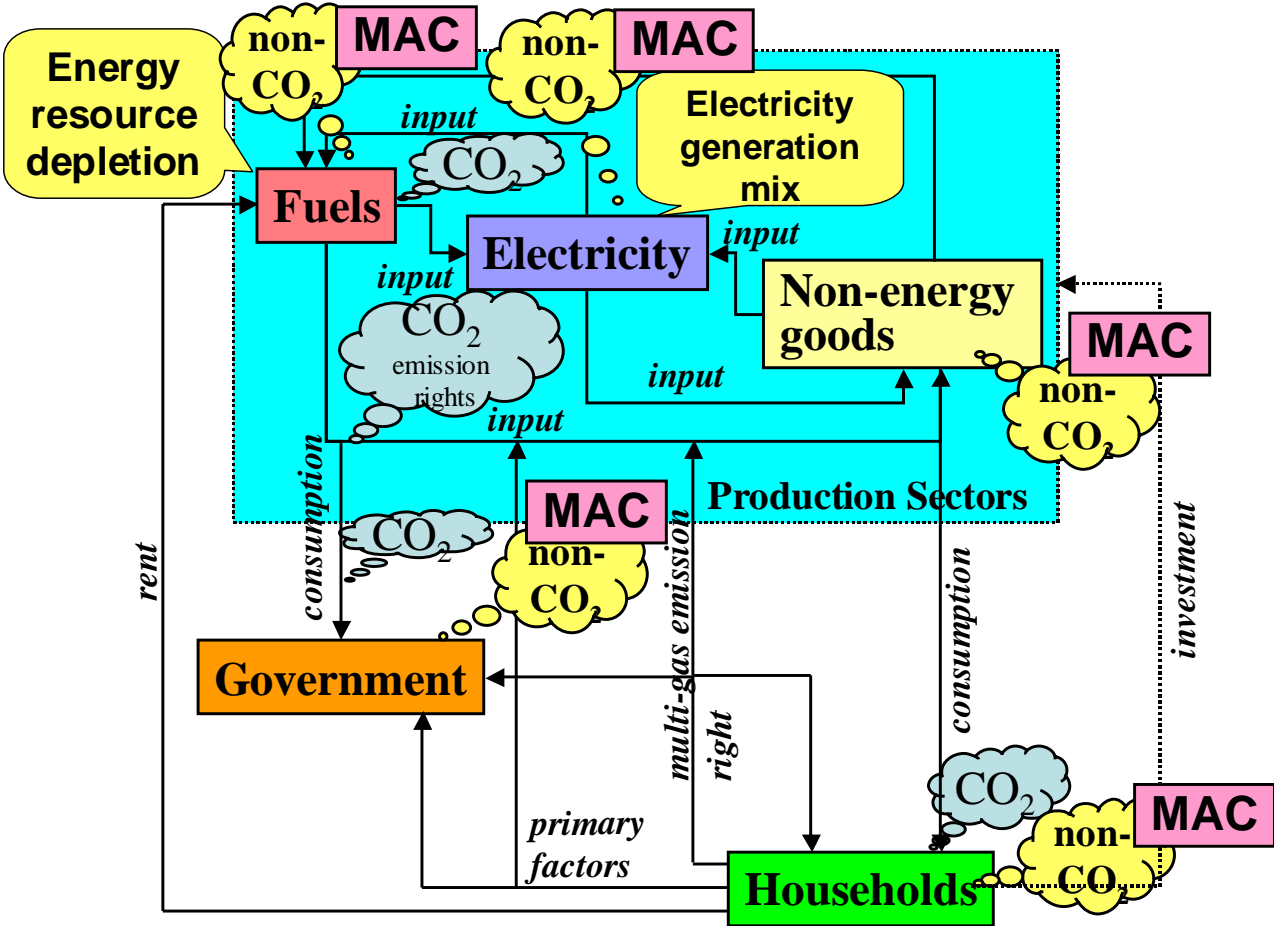 non-
CO2
MAC
non-
CO2
MAC
Energy
resource
depletion
Electricity
generation
mix
input
CO2
Fuels
Electricity
input
input
Non-energy
goods
MAC
non-
CO2
CO2
emission
rights
input
input
consumption
Production Sectors
MAC
non-
CO2
CO2
rent
multi-gas emission
right
consumption
investment
Government
CO2
MAC
non-
CO2
primary
factors
Households